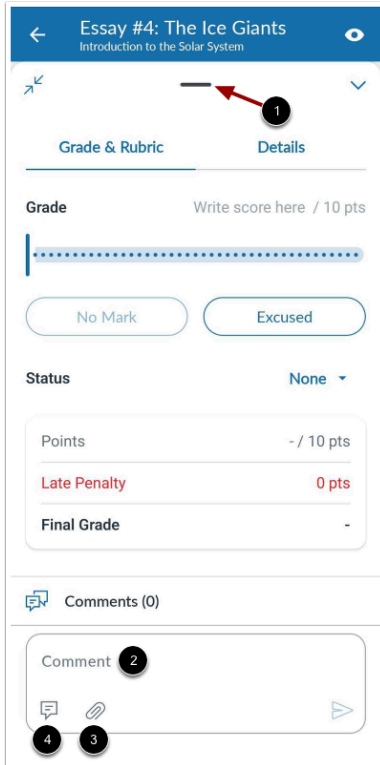 Essay #4: The Ice Giants
Introduction to the Solar System
1
Grade & Rubric Details
Grade Write score here / 10 pts
No Mark Excused
Status None
Points - / 10 pts
Late Penalty 0 pts
Final Grade -
Comments (0)
Comment 2
4 3